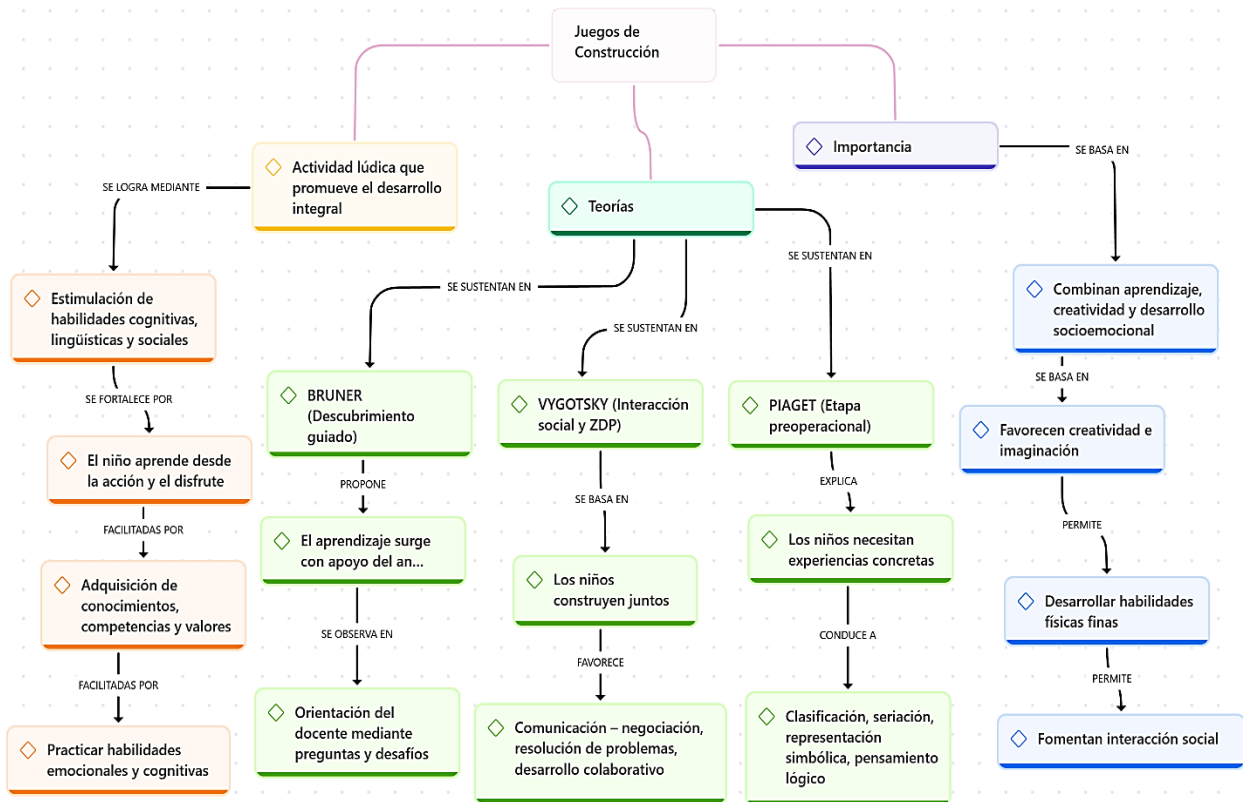 Juegos de
Construcción
Actividad lúdica que
promueve el desarrollo
integral
SE LOGRA MEDIANTE
Estimulación de
habilidades cognitivas,
lingüísticas y sociales
SE FORTALECE POR
El niño aprende desde
la acción y el disfrute
FACILITADAS POR
Adquisición de
conocimientos,
competencias y valores
FACILITADAS POR
Practicar habilidades
emocionales y cognitivas
Teorías
SE SUSTENTAN EN
BRUNER
(Descubrimiento
guiado)
PROPONE
El aprendizaje surge
con apoyo del an...
SE OBSERVA EN
Orientación del
docente mediante
preguntas y desafíos
SE SUSTENTAN EN
VYGOTSKY (Interacción
social y ZDP)
SE BASA EN
Los niños
construyen juntos
FAVORECE
Comunicación – negociación,
resolución de problemas,
desarrollo colaborativo
SE SUSTENTAN EN
PIAGET (Etapa
preoperacional)
EXPLICA
Los niños necesitan
experiencias concretas
CONDUCE A
Clasificación, seriación,
representación
simbólica, pensamiento
lógico
Importancia
SE BASA EN
Combinan aprendizaje,
creatividad y desarrollo
socioemocional
SE BASA EN
Favorecen creatividad e
imaginación
PERMITE
Desarrollar habilidades
físicas finas
PERMITE
Fomentan interacción social